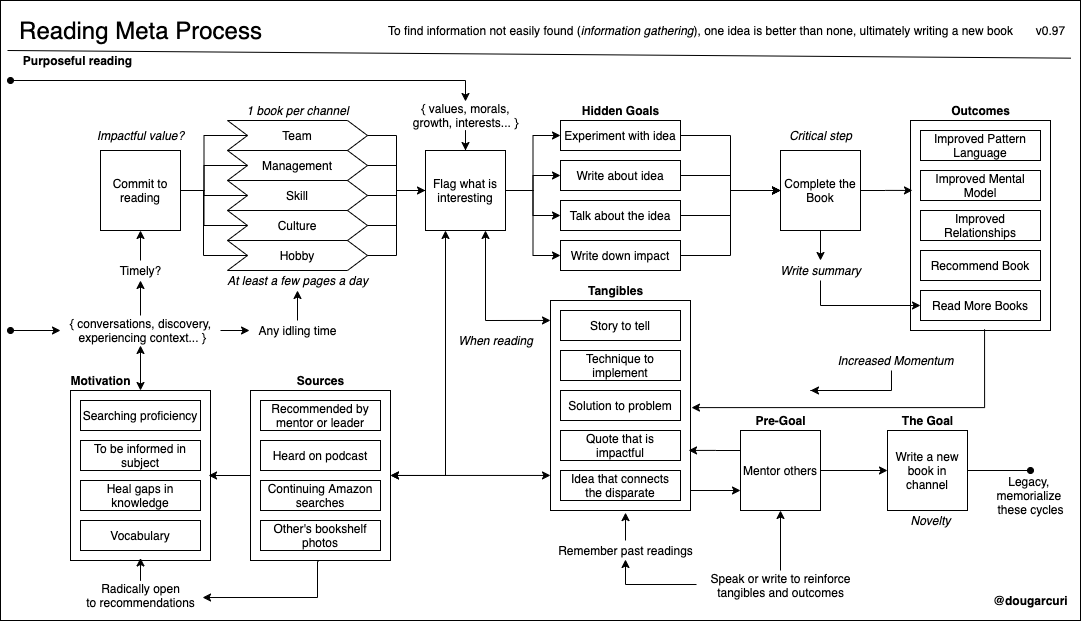 Reading Meta Process
To find information not easily found (information gathering), one idea is better than none, ultimately writing a new book
v0.97
Purposeful reading
Impactful value?
Commit to
reading
Timely?
{ conversations, discovery,
experiencing context... }
1 book per channel
Team
Management
Skill
Culture
Hobby
At least a few pages a day
Any idling time
{ values, morals,
growth, interests... }
Flag what is
interesting
When reading
Hidden Goals
Experiment with idea
Write about idea
Talk about the idea
Write down impact
Critical step
Complete the
Book
Write summary
Outcomes
Improved Pattern
Language
Improved Mental
Model
Improved
Relationships
Recommend Book
Read More Books
Increased Momentum
Motivation
Searching proficiency
To be informed in
subject
Heal gaps in
knowledge
Vocabulary
Radically open
to recommendations
Sources
Recommended by
mentor or leader
Heard on podcast
Continuing Amazon
searches
Other's bookshelf
photos
Tangibles
Story to tell
Technique to
implement
Solution to problem
Quote that is
impactful
Idea that connects
the disparate
Remember past readings
Pre-Goal
Mentor others
Speak or write to reinforce
tangibles and outcomes
The Goal
Write a new
book in
channel
Novelty
Legacy,
memorialize
these cycles
@dougarcuri